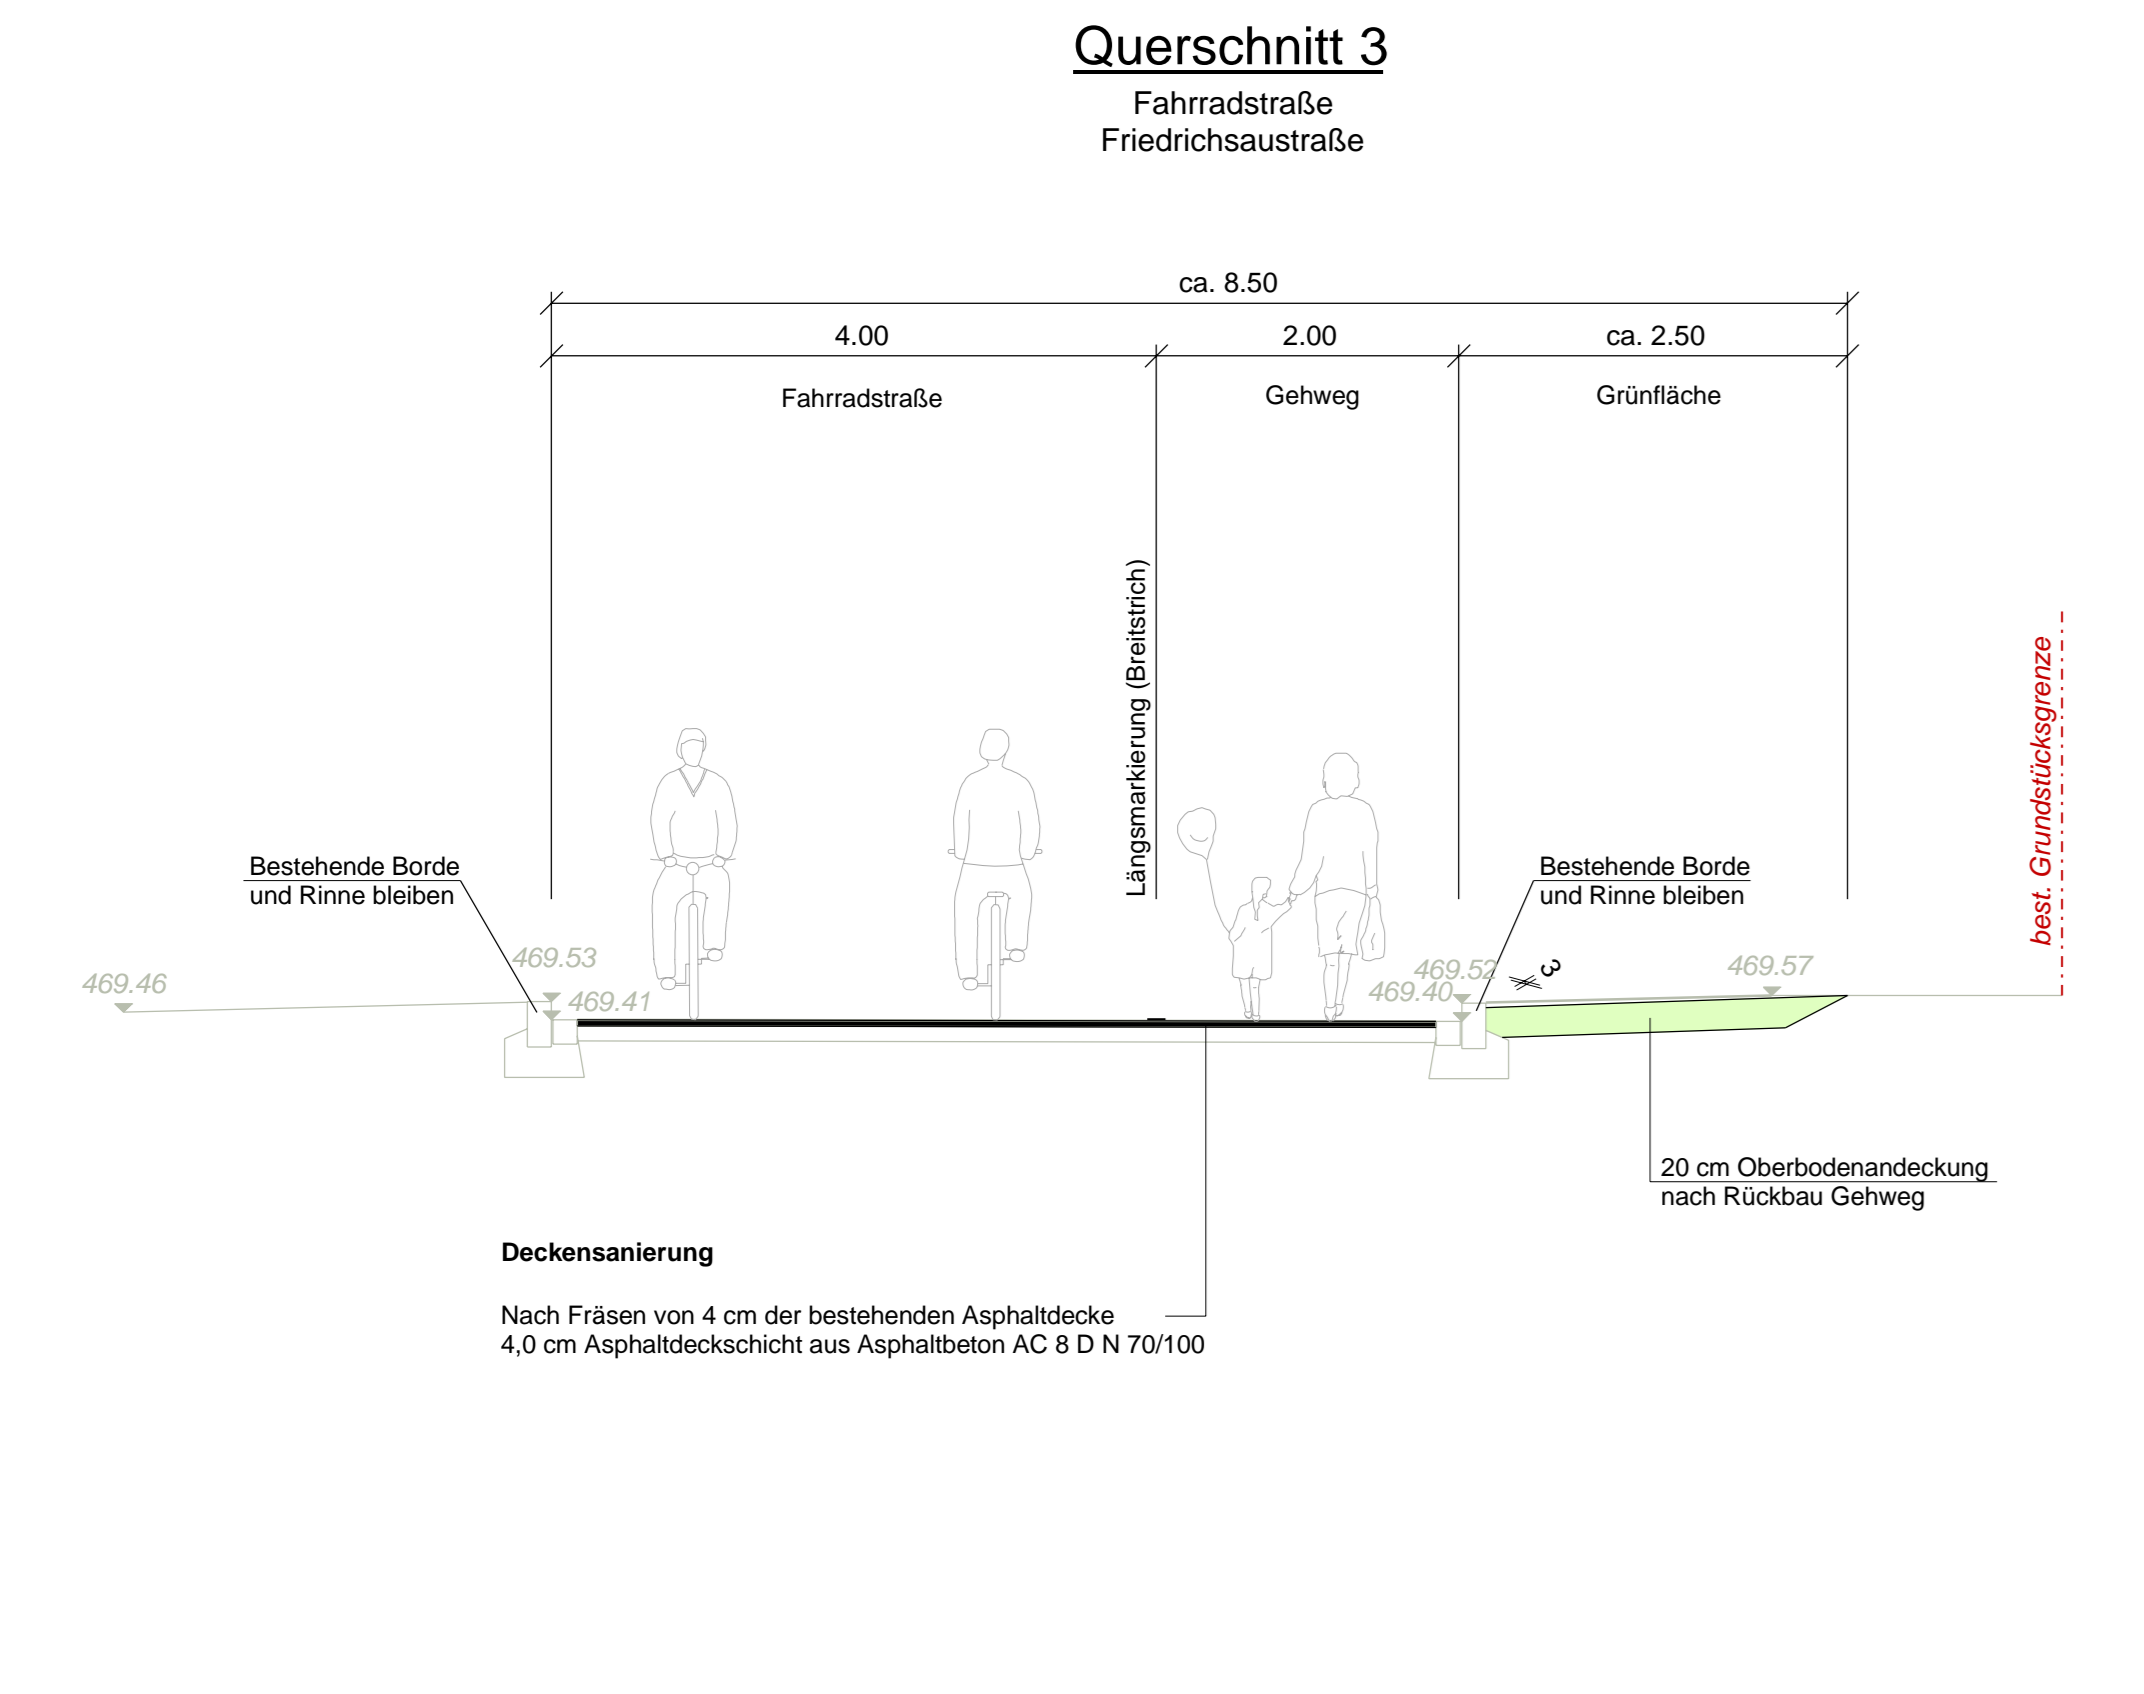 Querschnitt 3
Fahrradstraße
Friedrichsaustraße
ca. 8.50
4.00
2.00
ca. 2.50
Fahrradstraße
Gehweg
Grünfläche
Längsmarkierung (Breitstrich)
best. Grundstücksgrenze
Bestehende Borde
und Rinne bleiben
Bestehende Borde
und Rinne bleiben
469.46
469.53
469.41
469.52
469.40
3
469.57
20 cm Oberbodenandeckung
nach Rückbau Gehweg
Deckensanierung
Nach Fräsen von 4 cm der bestehenden Asphaltdecke
4,0 cm Asphaltdeckschicht aus Asphaltbeton AC 8 D N 70/100